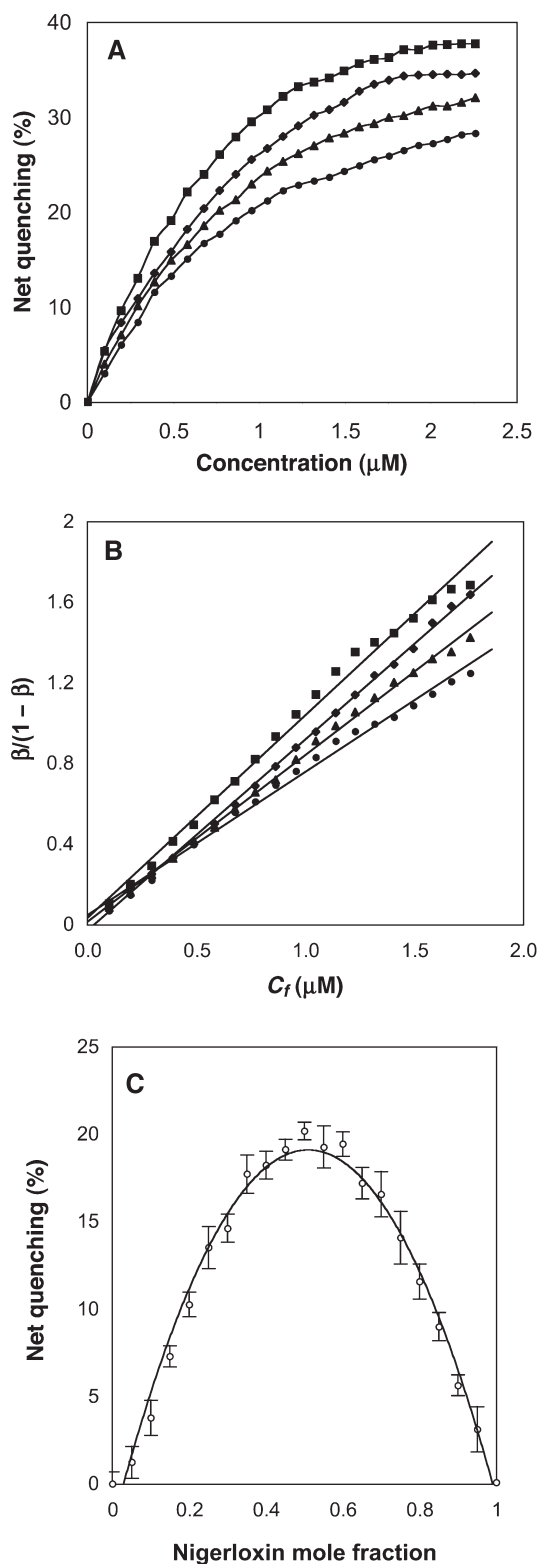 A
Net quenching (%)
40
30
20
10
0
0 0.5 1 1.5 2 2.5
Concentration (μM)
B
β/(1 − β)
2
1.6
1.2
0.8
0.4
0
0.0 0.5 1.0 1.5 2.0
Cf (μM)
C
Net quenching (%)
25
20
15
10
5
0
0 0.2 0.4 0.6 0.8 1
Nigerloxin mole fraction